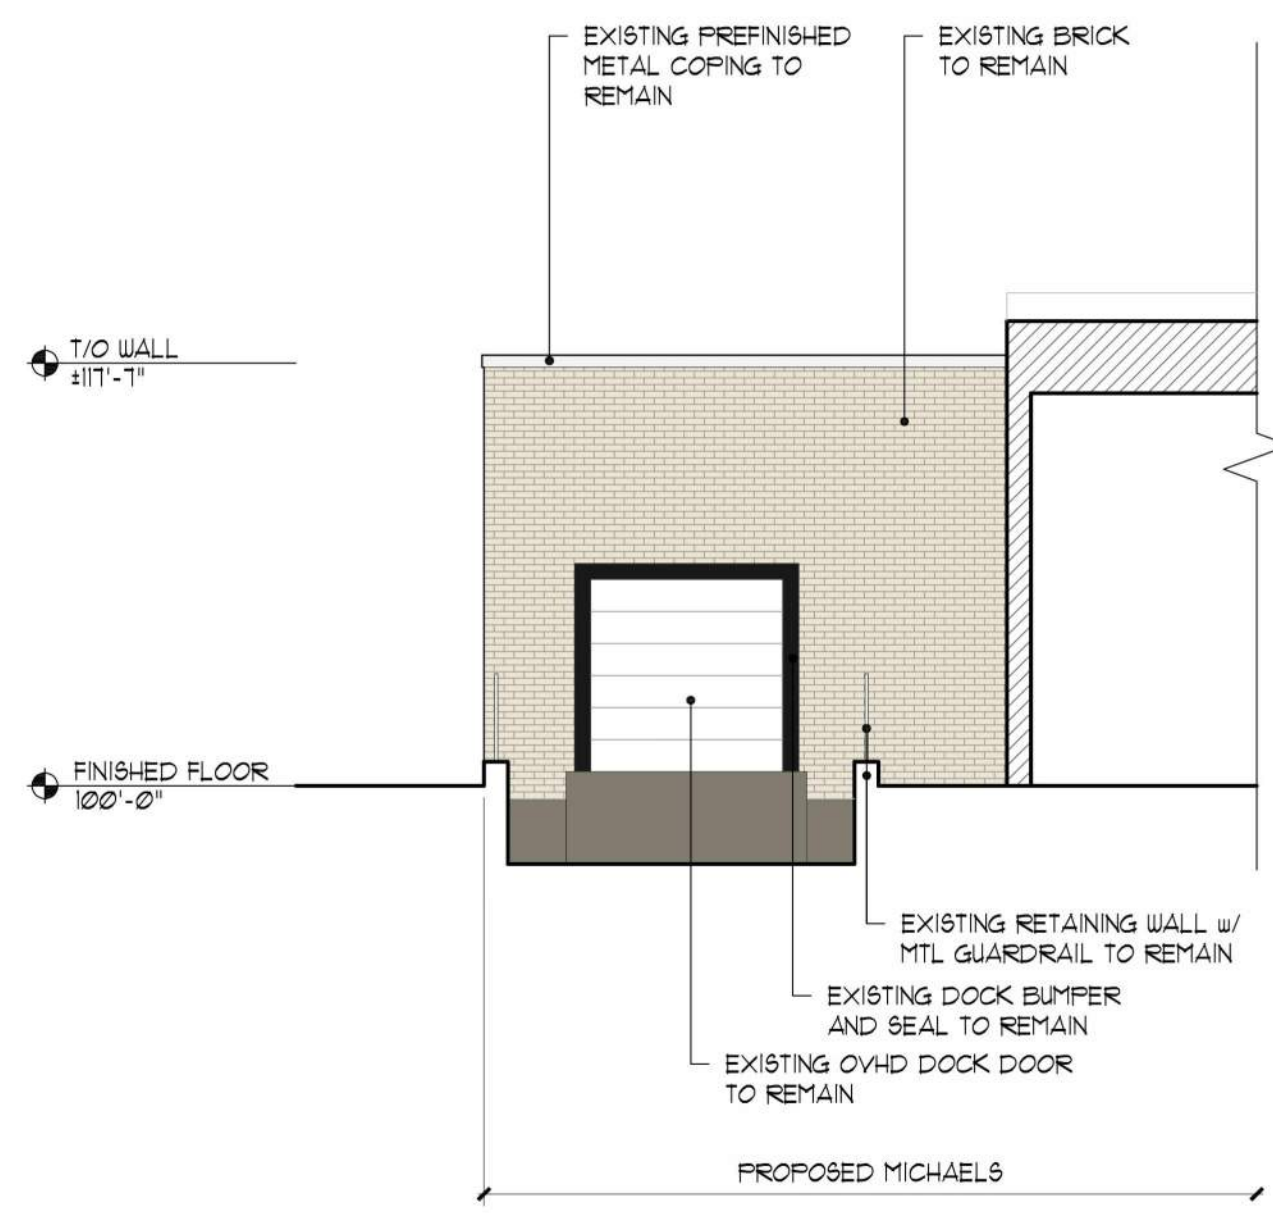 EXISTING PREFINISHED
METAL COPING TO
REMAIN
EXISTING BRICK
TO REMAIN
T/O WALL
±117'-7"
FINISHED FLOOR
100'-0"
EXISTING RETAINING WALL w/
MTL GUARDRAIL TO REMAIN
EXISTING DOCK BUMPER
AND SEAL TO REMAIN
EXISTING OVHD DOCK DOOR
TO REMAIN
PROPOSED MICHAELS